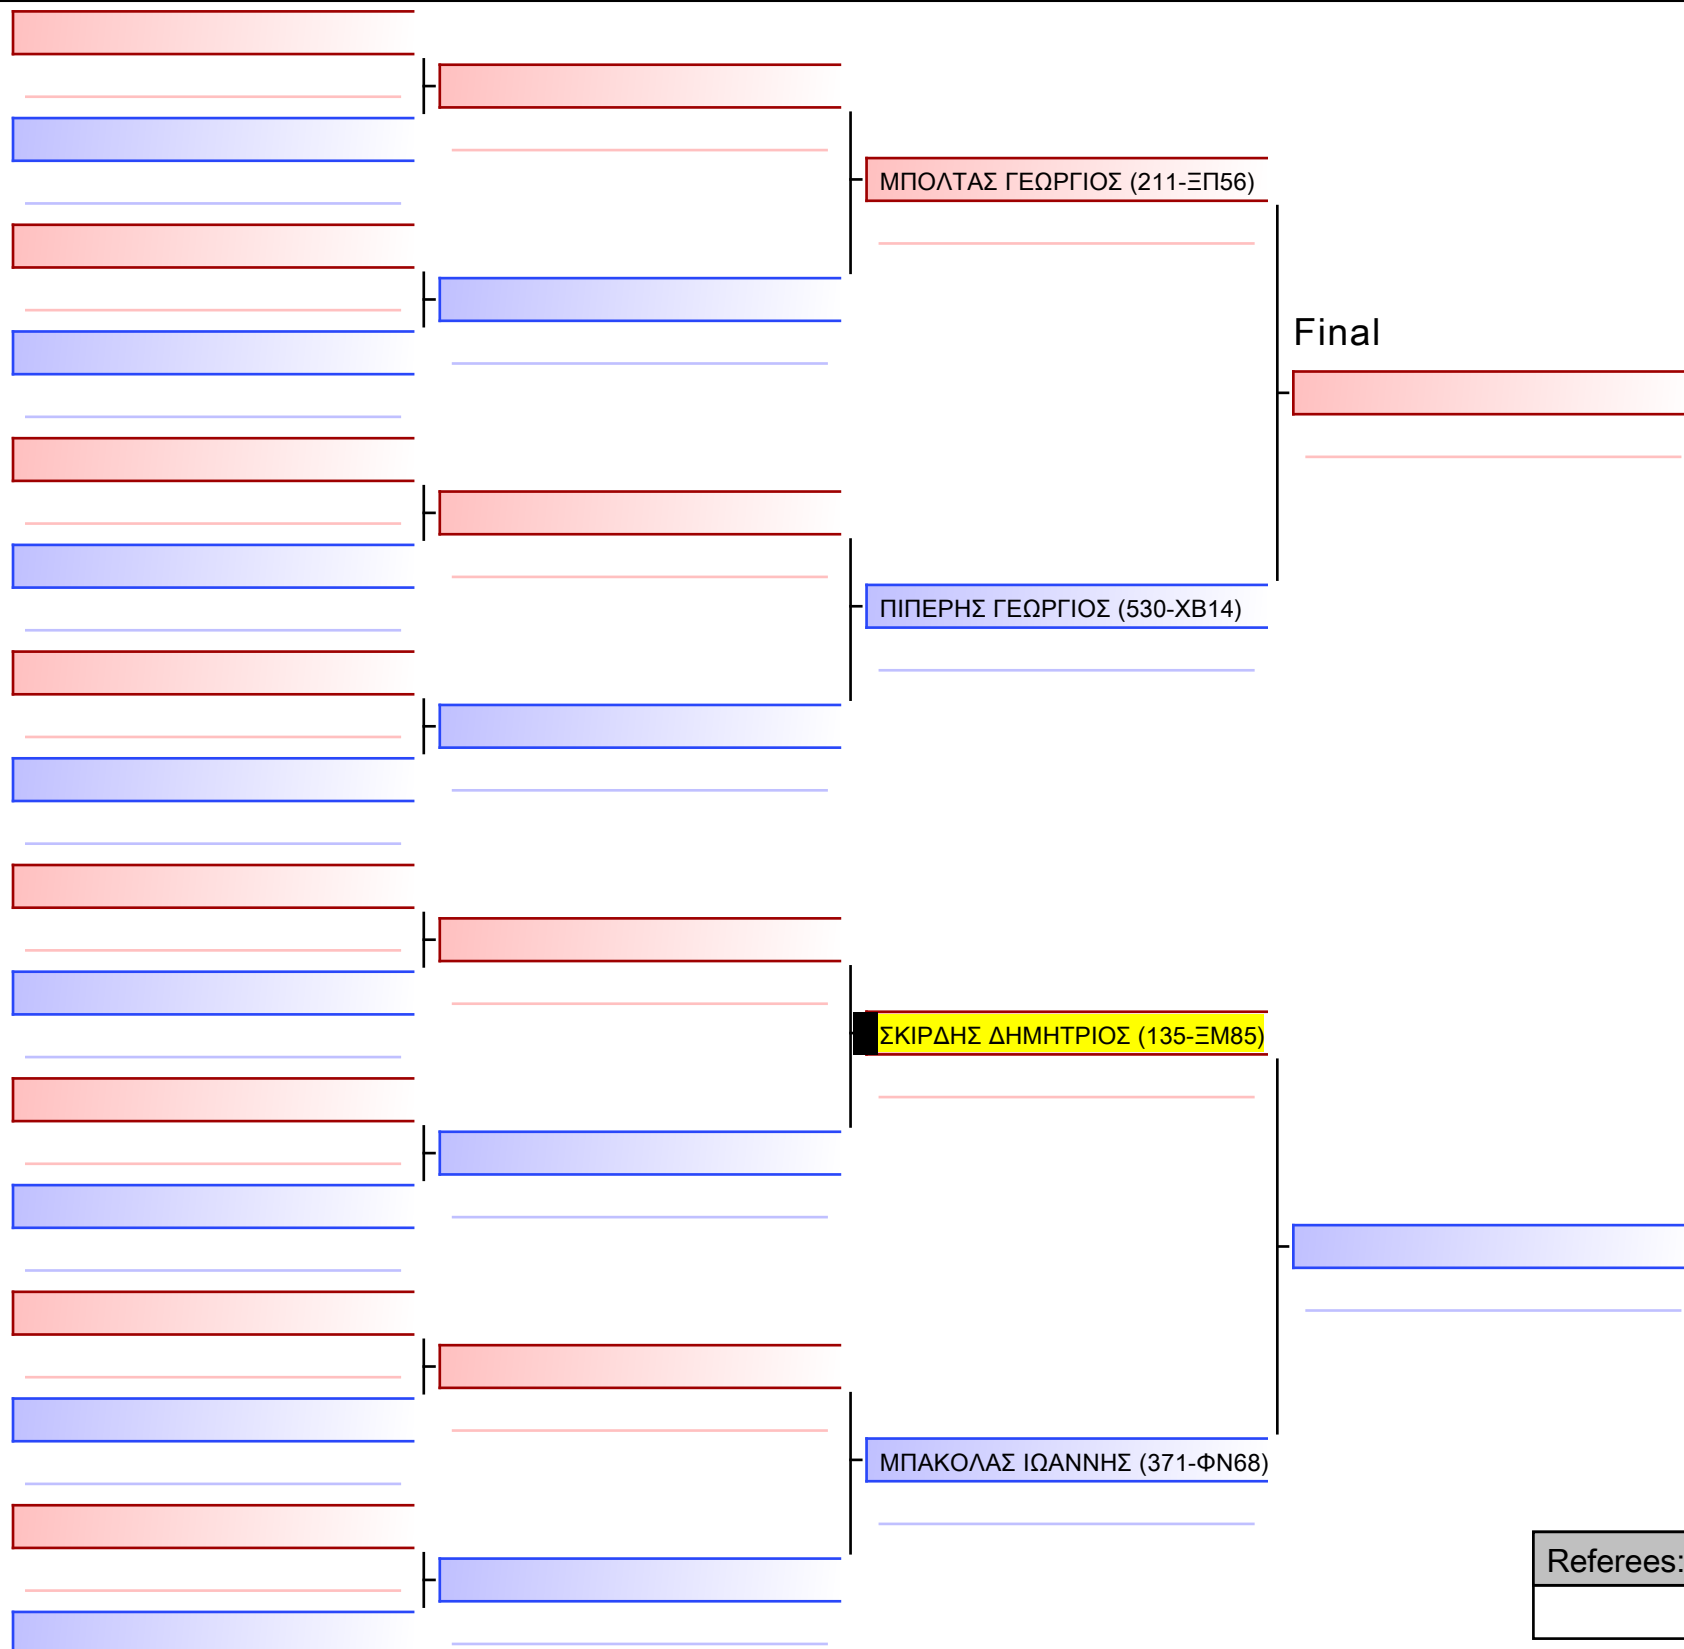 ΜΠΟΛΤΑΣ ΓΕΩΡΓΙΟΣ (211-ΞΠ56)
Final
ΠΙΠΕΡΗΣ ΓΕΩΡΓΙΟΣ (530-ΧΒ14)
ΣΚΙΡΔΗΣ ΔΗΜΗΤΡΙΟΣ (135-ΞΜ85)
ΜΠΑΚΟΛΑΣ ΙΩΑΝΝΗΣ (371-ΦΝ68)
Referees: